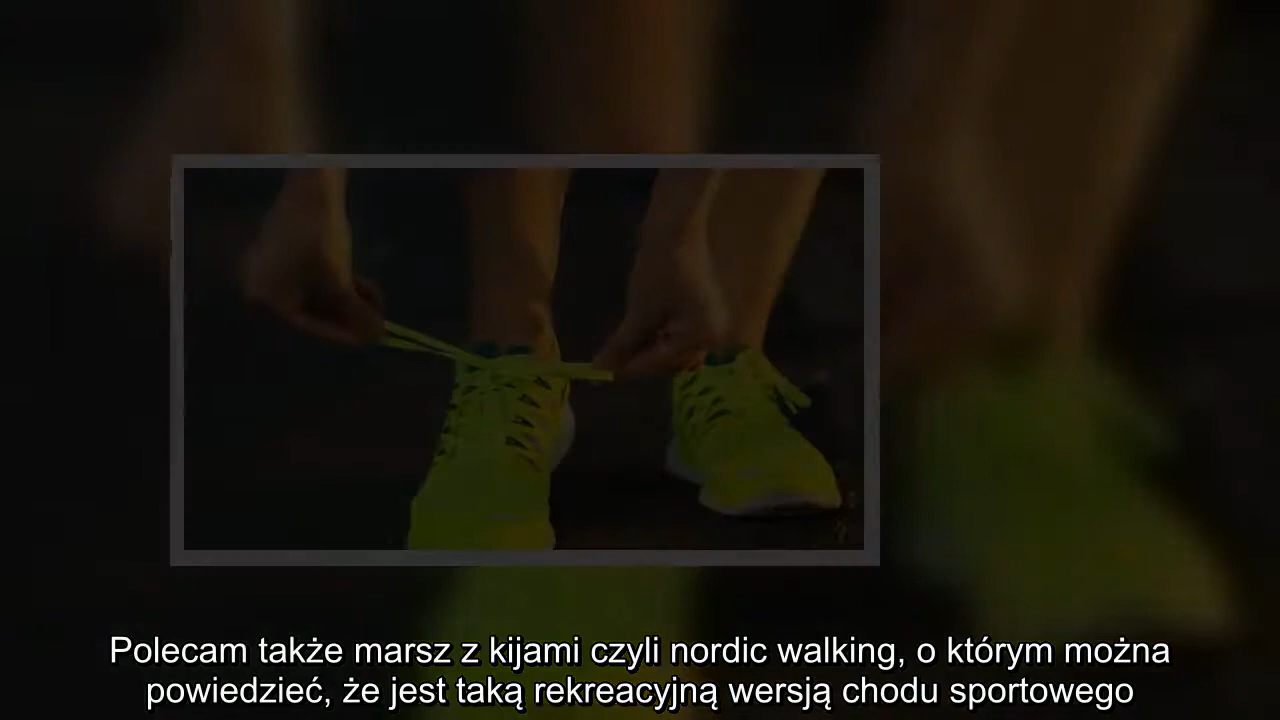 Polecam także marsz z kijami czyli nordic walking, o którym można
powiedzieć, że jest taką rekreacyjną wersją chodu sportowego